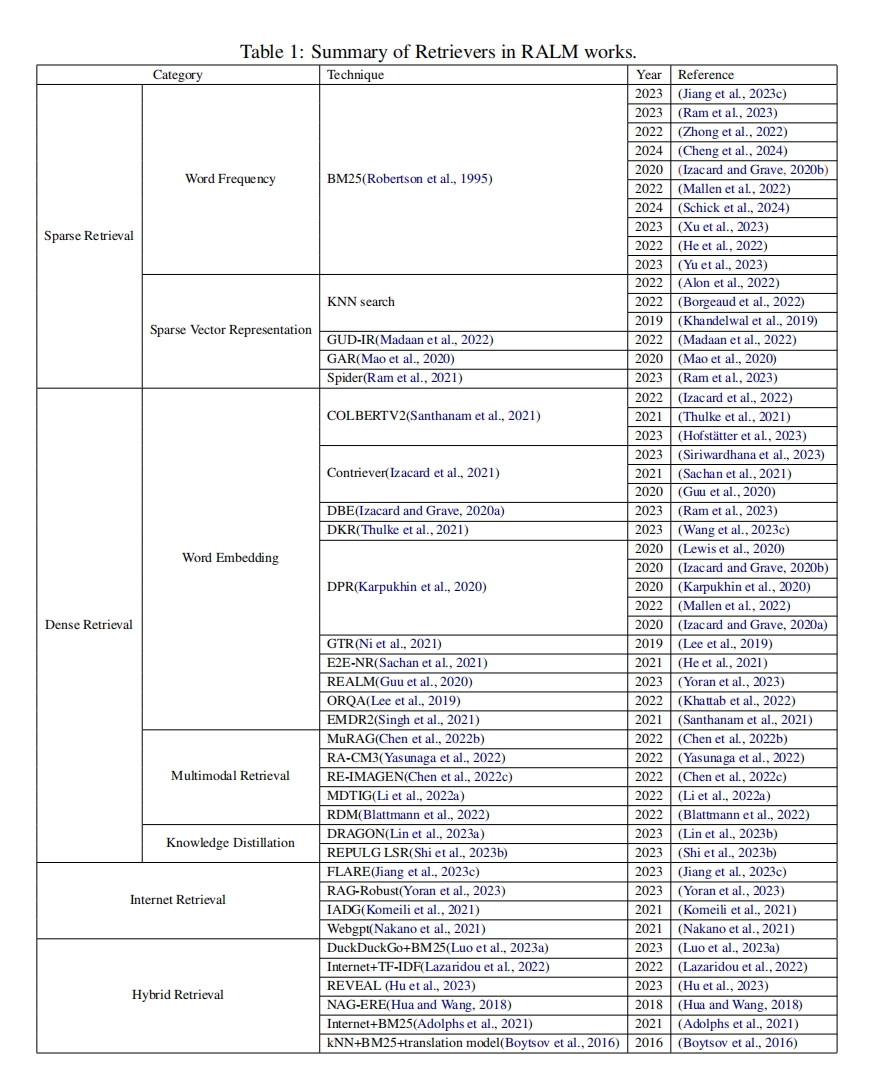 Table 1: Summary of Retrievers in RALM works.
Category Technique Year Reference
Sparse Retrieval
Word Frequency
BM25(Robertson et al., 1995)
2023 (Jiang et al., 2023c)
2023 (Ram et al., 2023)
2022 (Zhong et al., 2022)
2024 (Cheng et al., 2024)
2020 (Izacard and Grave, 2020b)
2022 (Mallen et al., 2022)
2024 (Schick et al., 2024)
2023 (Xu et al., 2023)
2022 (He et al., 2022)
2023 (Yu et al., 2023)
Sparse Vector Representation
KNN search
2022 (Alon et al., 2022)
2022 (Borgeaud et al., 2022)
2019 (Khandelwal et al., 2019)
GUD-IR(Madaan et al., 2022) 2022 (Madaan et al., 2022)
GAR(Mao et al., 2020) 2020 (Mao et al., 2020)
Spider(Ram et al., 2021) 2023 (Ram et al., 2023)
Dense Retrieval
Word Embedding
COLBERTV2(Santhanam et al., 2021)
2022 (Izacard et al., 2022)
2021 (Thulke et al., 2021)
2023 (Hofstätter et al., 2023)
Contriever(Izacard et al., 2021)
2023 (Siriwardhana et al., 2023)
2021 (Sachan et al., 2021)
2020 (Guu et al., 2020)
DBE(Izacard and Grave, 2020a) 2023 (Ram et al., 2023)
DKR(Thulke et al., 2021) 2023 (Wang et al., 2023c)
DPR(Karpukhin et al., 2020)
2020 (Lewis et al., 2020)
2020 (Izacard and Grave, 2020b)
2020 (Karpukhin et al., 2020)
2022 (Mallen et al., 2022)
2020 (Izacard and Grave, 2020a)
GTR(Ni et al., 2021) 2019 (Lee et al., 2019)
E2E-NR(Sachan et al., 2021) 2021 (He et al., 2021)
REALM(Guu et al., 2020) 2023 (Yoran et al., 2023)
ORQA(Lee et al., 2019) 2022 (Khattab et al., 2022)
EMDR2(Singh et al., 2021) 2021 (Santhanam et al., 2021)
Multimodal Retrieval
MuRAG(Chen et al., 2022b) 2022 (Chen et al., 2022b)
RA-CM3(Yasunaga et al., 2022) 2022 (Yasunaga et al., 2022)
RE-IMAGEN(Chen et al., 2022c) 2022 (Chen et al., 2022c)
MDTIG(Li et al., 2022a) 2022 (Li et al., 2022a)
RDM(Blattmann et al., 2022) 2022 (Blattmann et al., 2022)
Knowledge Distillation
DRAGON(Lin et al., 2023a) 2023 (Lin et al., 2023b)
REPULG LSR(Shi et al., 2023b) 2023 (Shi et al., 2023b)
Internet Retrieval
FLARE(Jiang et al., 2023c) 2023 (Jiang et al., 2023c)
RAG-Robust(Yoran et al., 2023) 2023 (Yoran et al., 2023)
IADG(Komeili et al., 2021) 2021 (Komeili et al., 2021)
Webgpt(Nakano et al., 2021) 2021 (Nakano et al., 2021)
Hybrid Retrieval
DuckDuckGo+BM25(Luo et al., 2023a) 2023 (Luo et al., 2023a)
Internet+TF-IDF(Lazaridou et al., 2022) 2022 (Lazaridou et al., 2022)
REVEAL (Hu et al., 2023) 2023 (Hu et al., 2023)
NAG-ERE(Hua and Wang, 2018) 2018 (Hua and Wang, 2018)
Internet+BM25(Adolphs et al., 2021) 2021 (Adolphs et al., 2021)
kNN+BM25+translation model(Boytsov et al., 2016) 2016 (Boytsov et al., 2016)